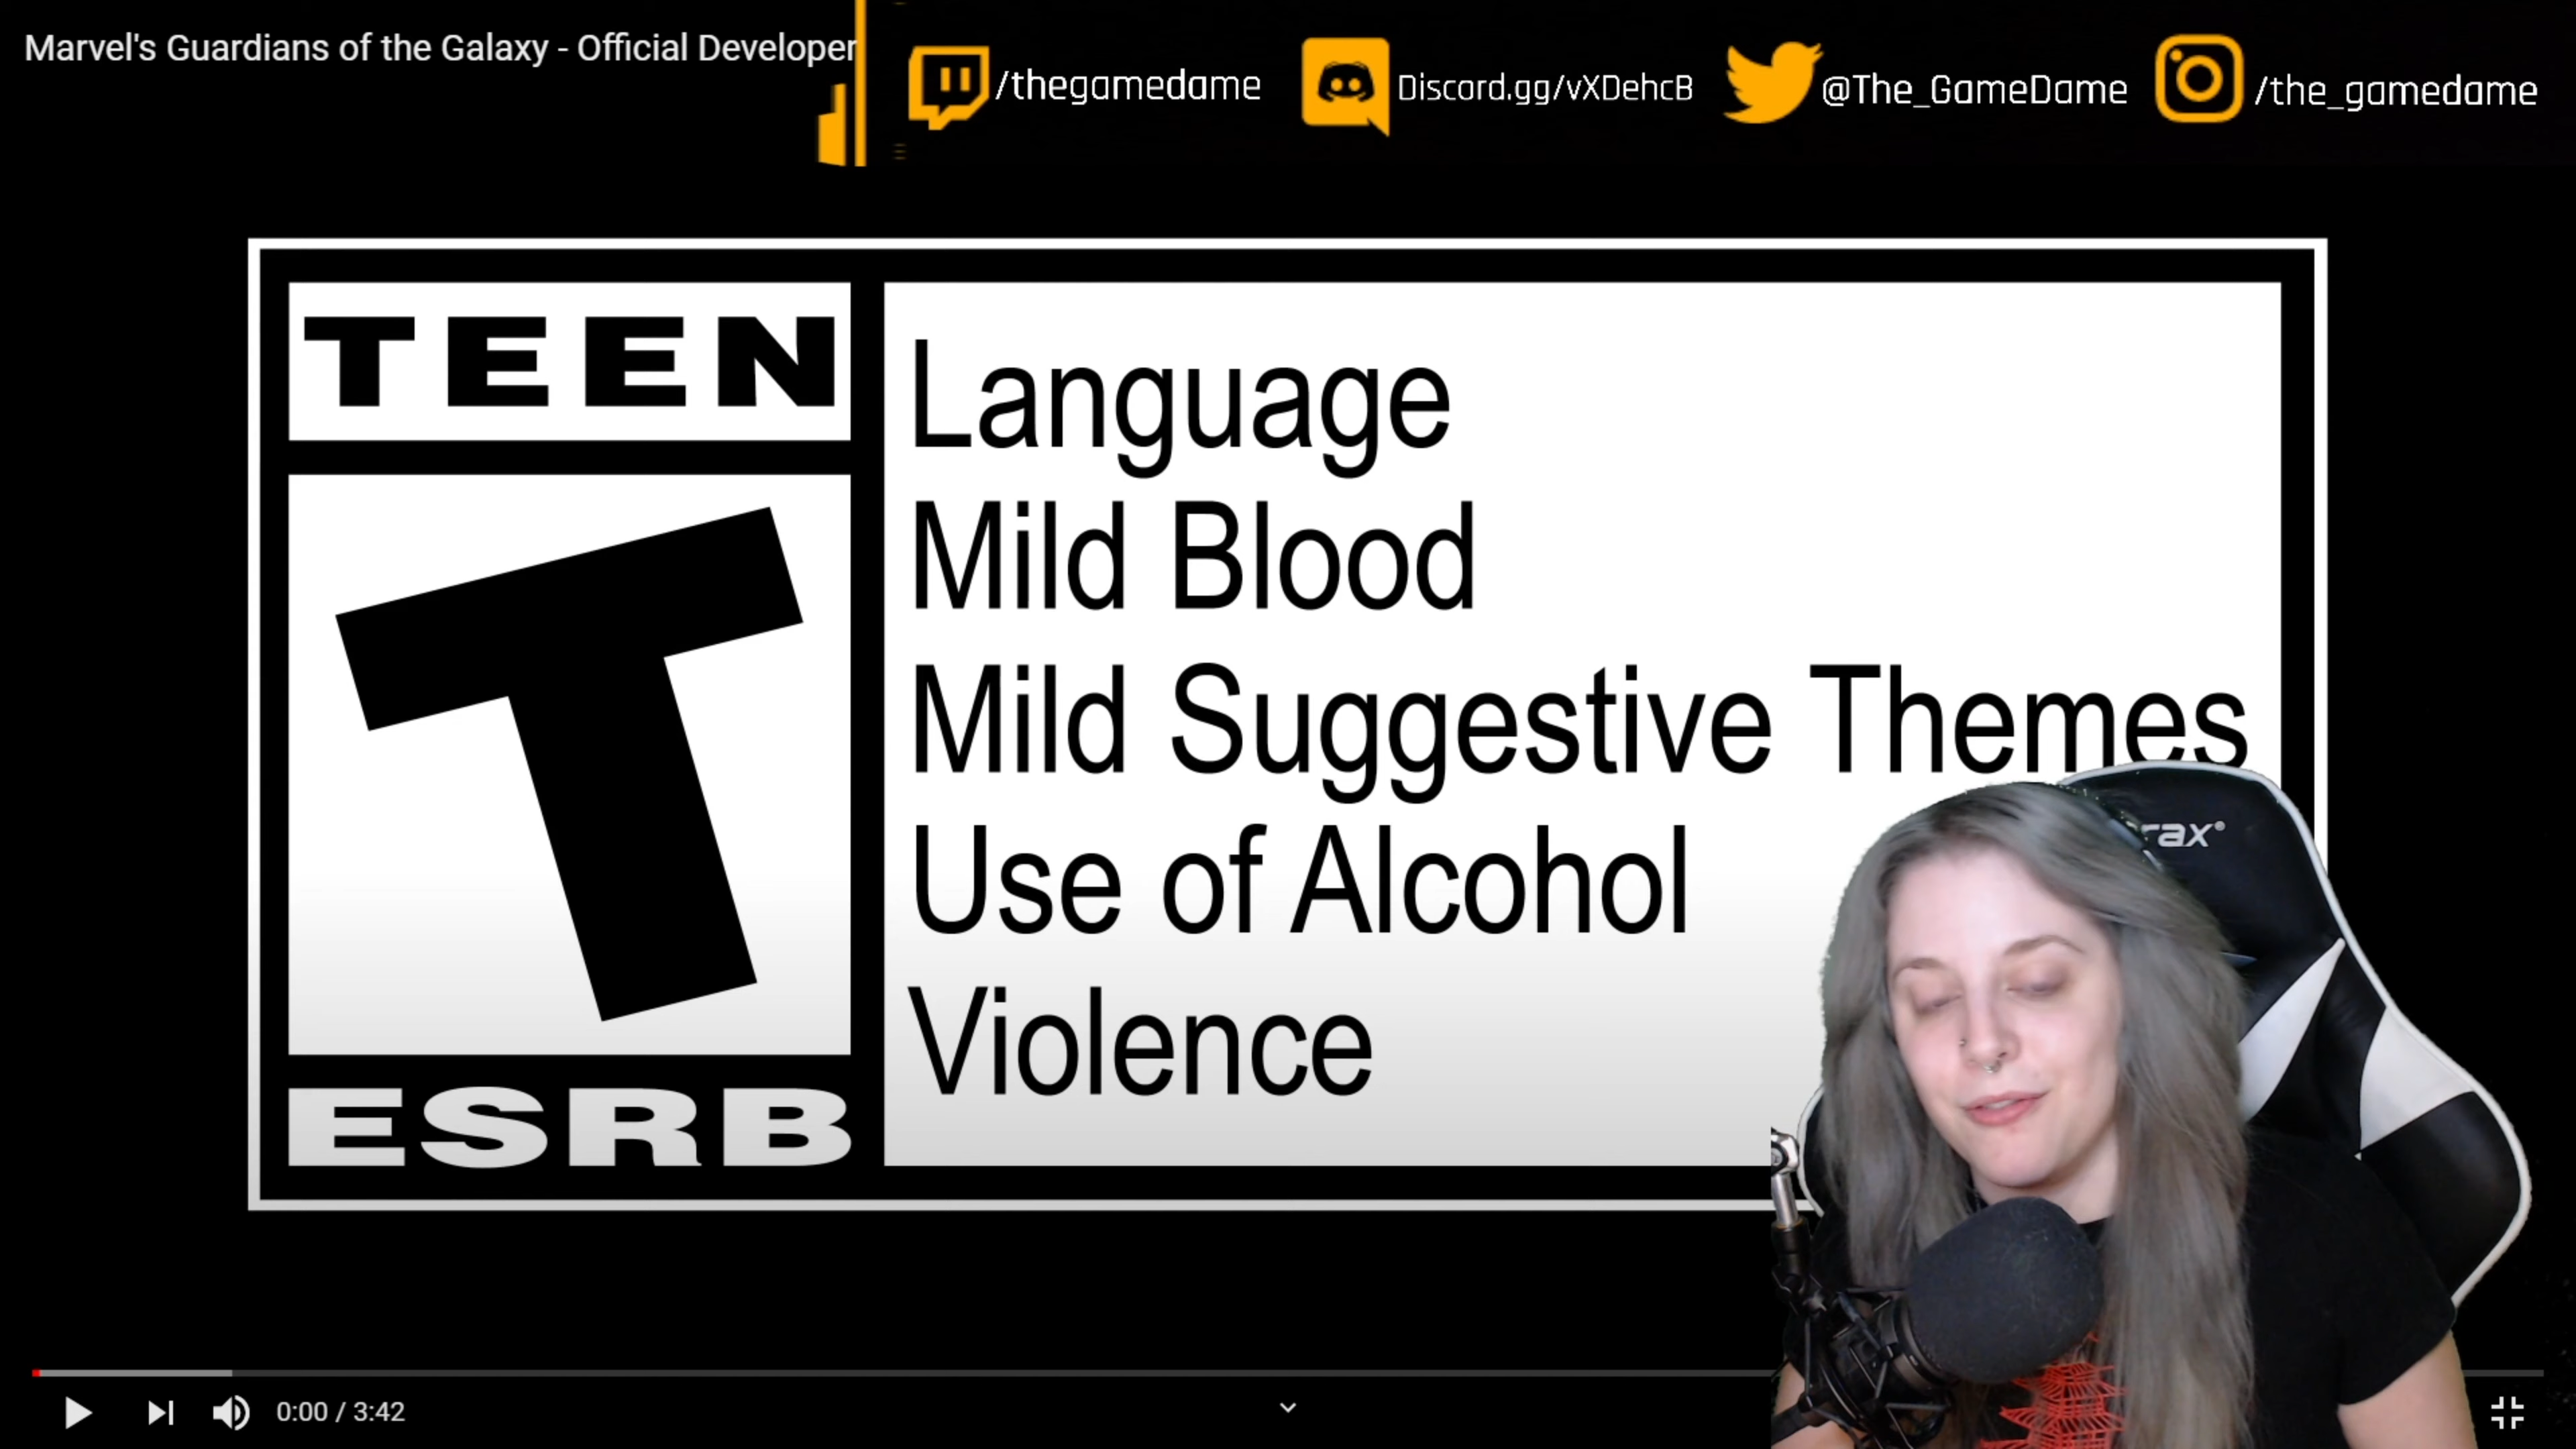 Marvel's Guardians of the Galaxy - Official Developer
/thegamedame
Discord.gg/vXDehcB
@The_GameDame
/the_gamedame
TEEN
T
ESRB
Language
Mild Blood
Mild Suggestive Themes
Use of Alcohol
Violence
0:00 / 3:42